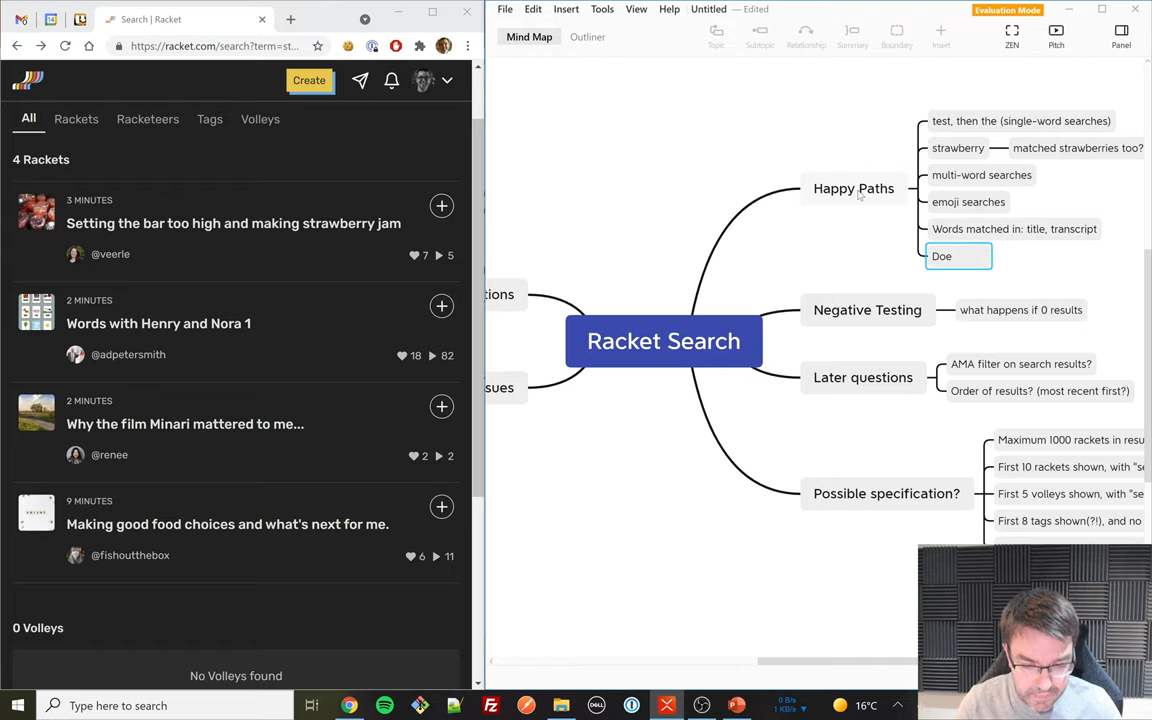 Search | Racket
https://racket.com/search?term=st...
Create
All Rackets Racketeers Tags Volleys
4 Rackets
3 MINUTES
Setting the bar too high and making strawberry jam
@veerle
7 5
2 MINUTES
Words with Henry and Nora 1
@adpetersmith
18 82
2 MINUTES
Why the film Minari mattered to me...
@renee
2 2
9 MINUTES
Making good food choices and what's next for me.
@fishoutthebox
6 11
0 Volleys
No Volleys found
File Edit Insert Tools View Help Untitled — Edited
Evaluation Mode
Mind Map Outliner
Topic Subtopic Relationship Summary Boundary Insert ZEN Pitch Panel
Happy Paths
test, then the (single-word searches)
strawberry
matched strawberries too?
multi-word searches
emoji searches
Words matched in: title, transcript
Doe
tions
Racket Search
ssues
Negative Testing
what happens if 0 results
Later questions
AMA filter on search results?
Order of results? (most recent first?)
Possible specification?
Maximum 1000 rackets in resu
First 10 rackets shown, with "se
First 5 volleys shown, with "se
First 8 tags shown(?!), and no
Type here to search
0 B/s
1 KB/s
16°C